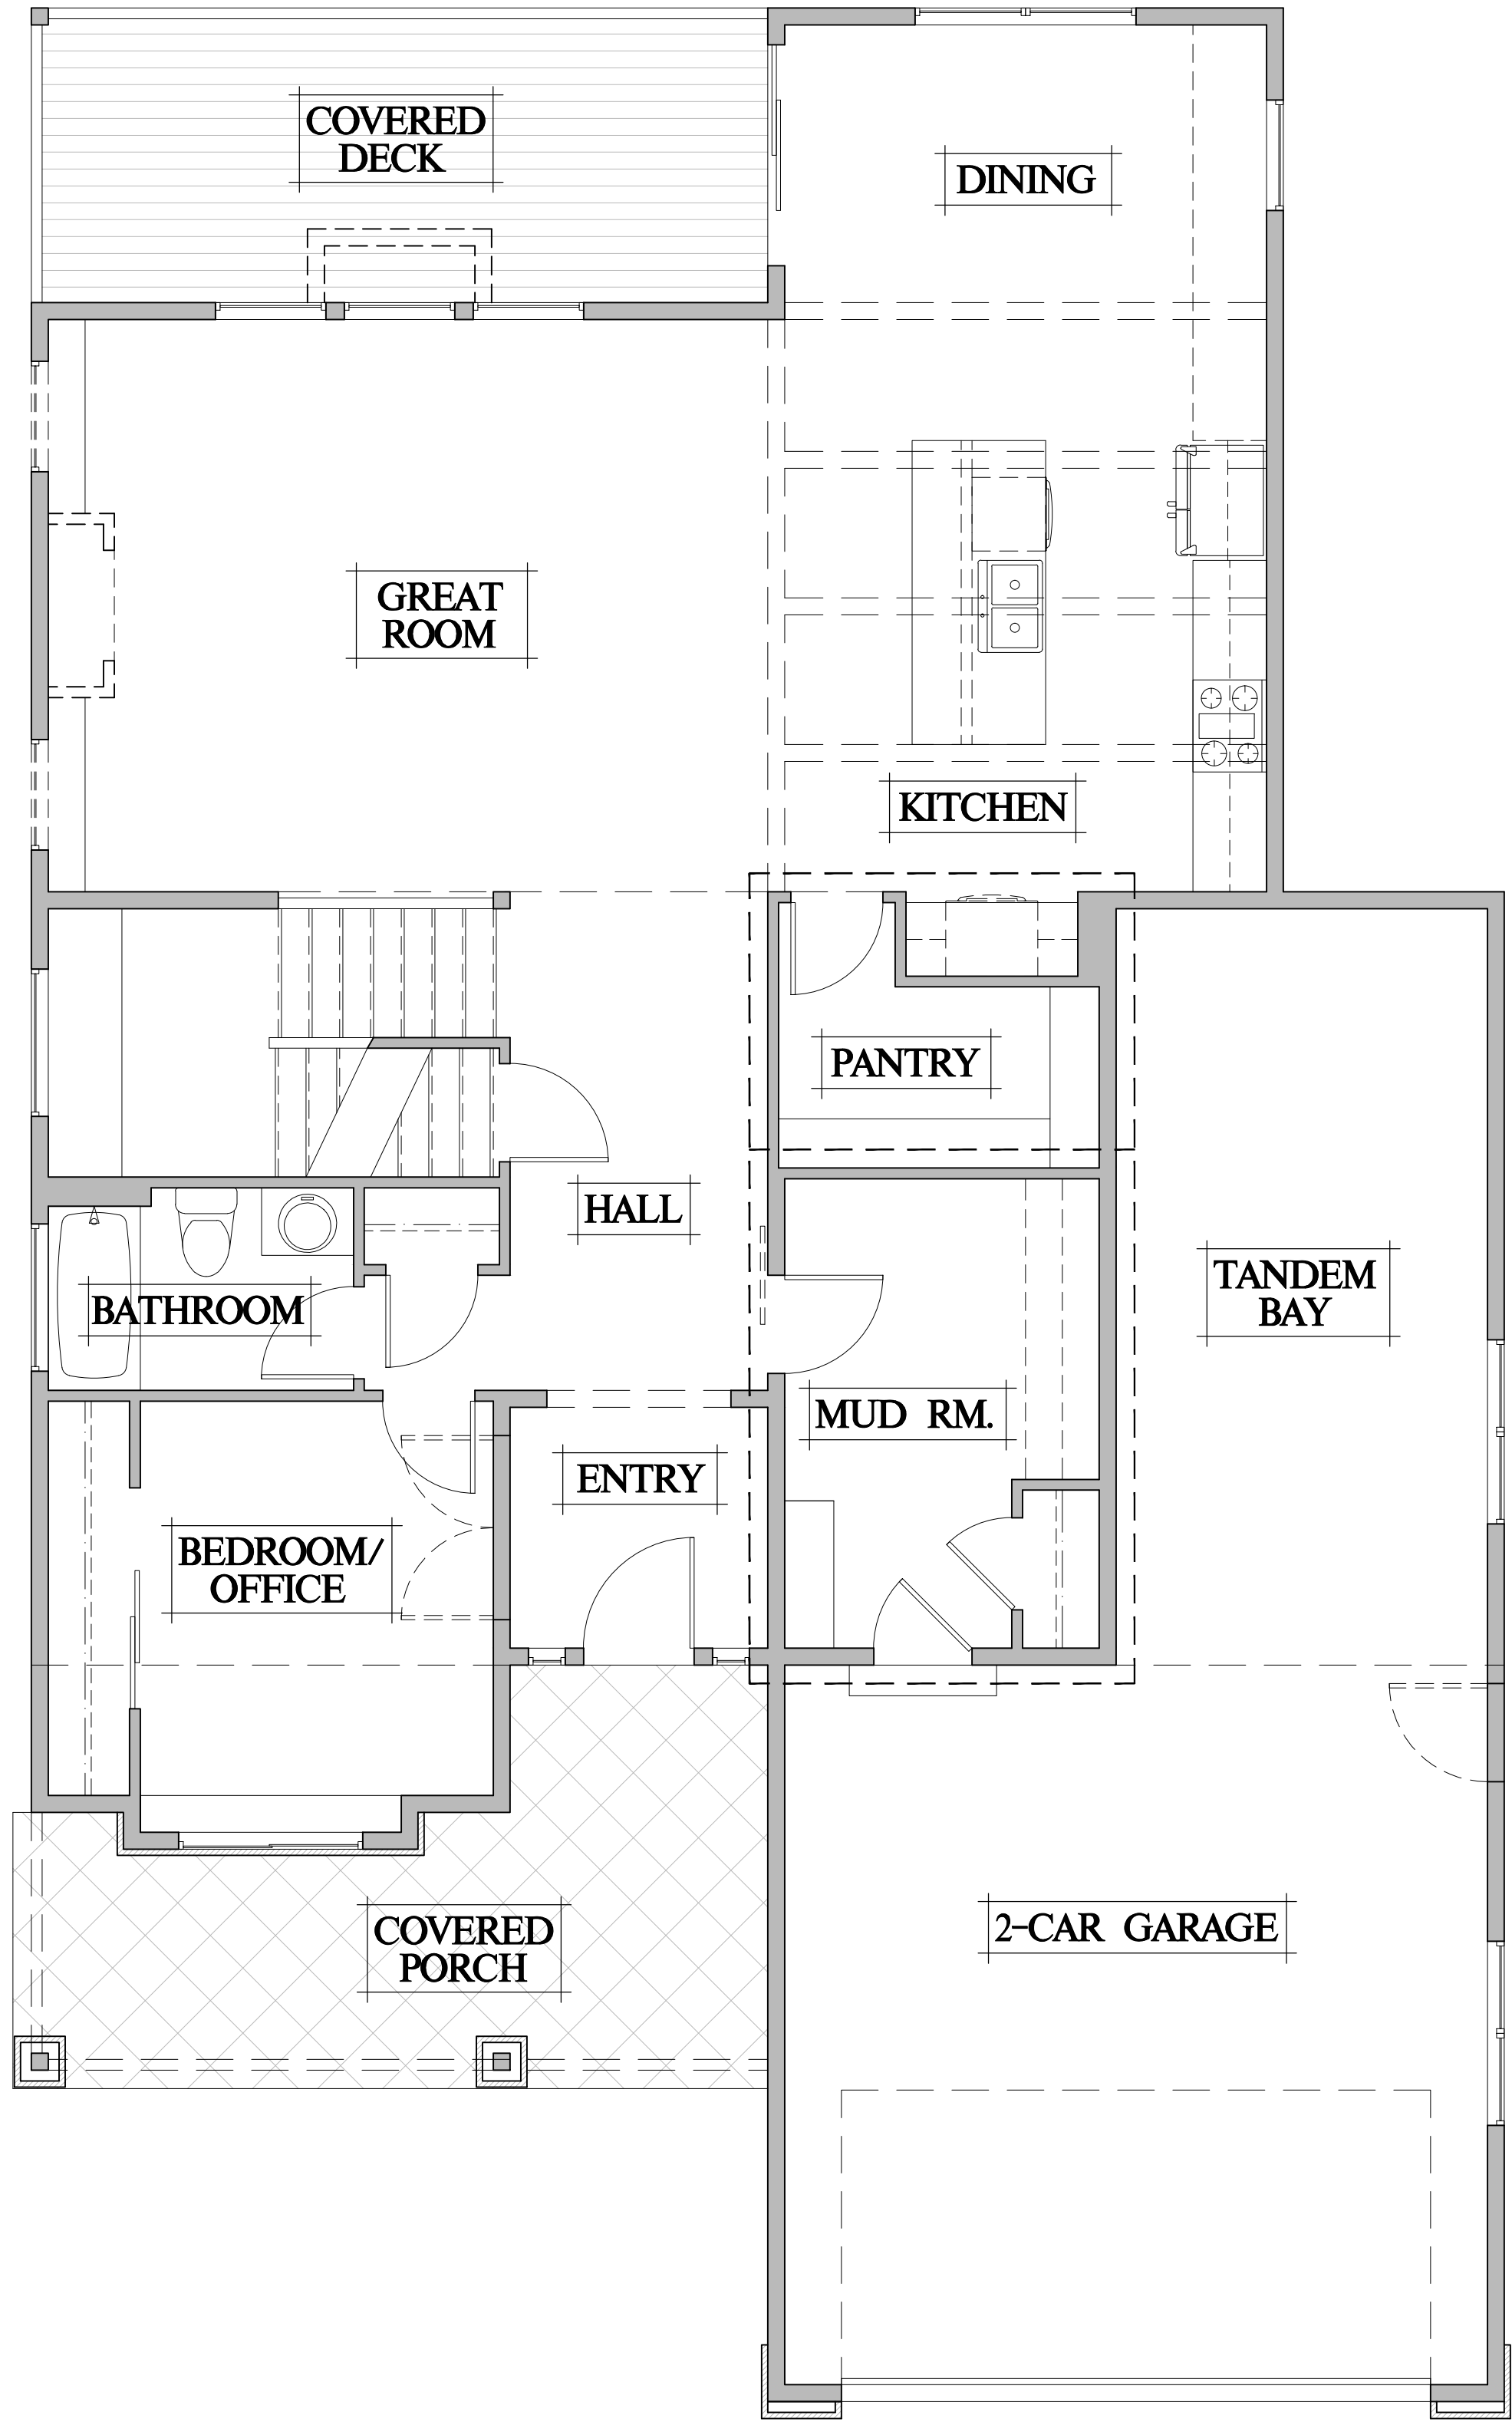 COVERED
DECK
DINING
GREAT
ROOM
KITCHEN
PANTRY
HALL
TANDEM
BAY
BATHROOM
MUD RM.
ENTRY
BEDROOM/
OFFICE
COVERED
PORCH
2-CAR GARAGE